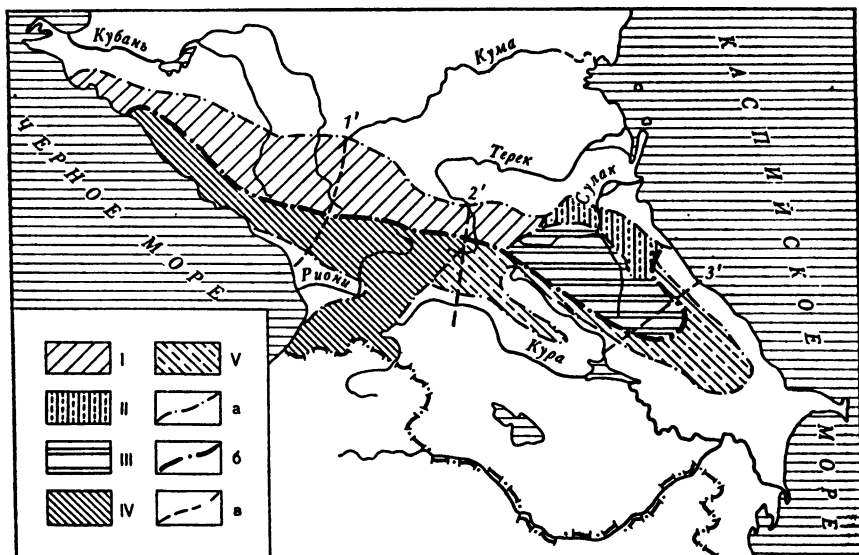 Кубань
Кума
КАСПИЙСКОЕ
МОРЕ
1'
Терек
2'
Сулак
ЧЕРНОЕ МОРЕ
3'
Риони
Кура
I
V
II
а
III
б
IV
в